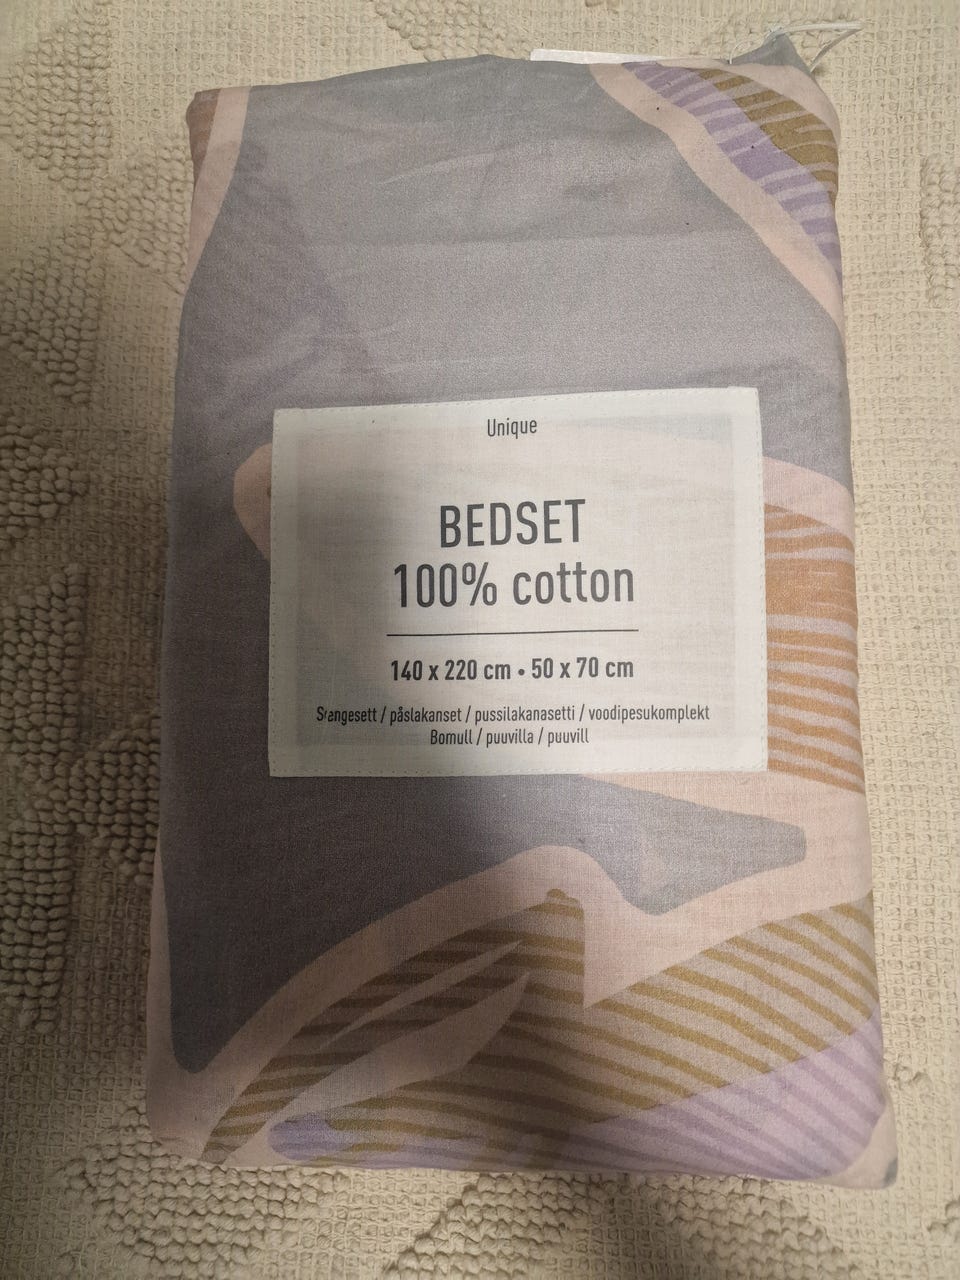 Unique
BEDSET
100% cotton
140 x 220 cm • 50 x 70 cm
Sengesett / påslakanset / pussilakanasetti / voodipesukomplekt
Bomull / puuvilla / puuvill